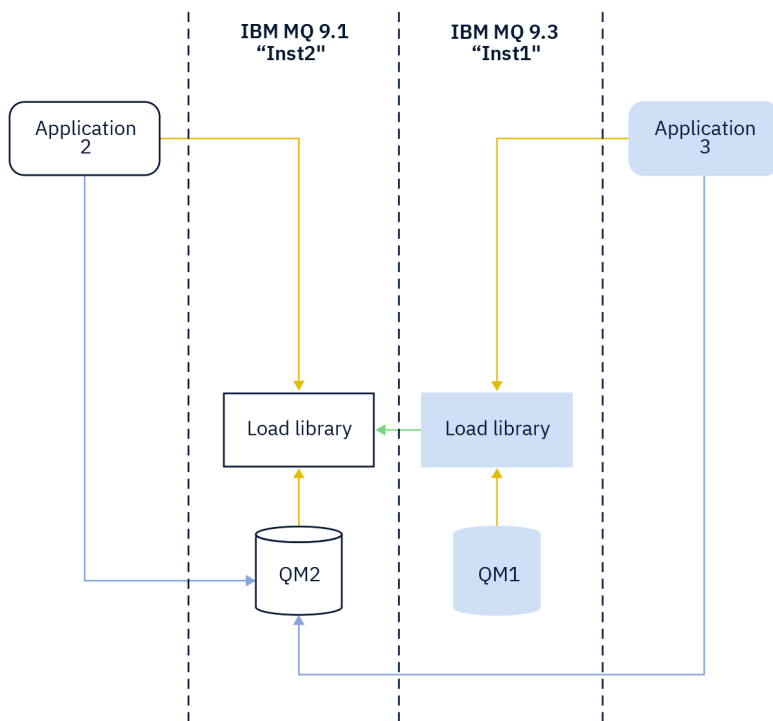 IBM MQ 9.1
“Inst2"
IBM MQ 9.3
“Inst1"
Application
2
Application
3
Load library
Load library
QM2
QM1